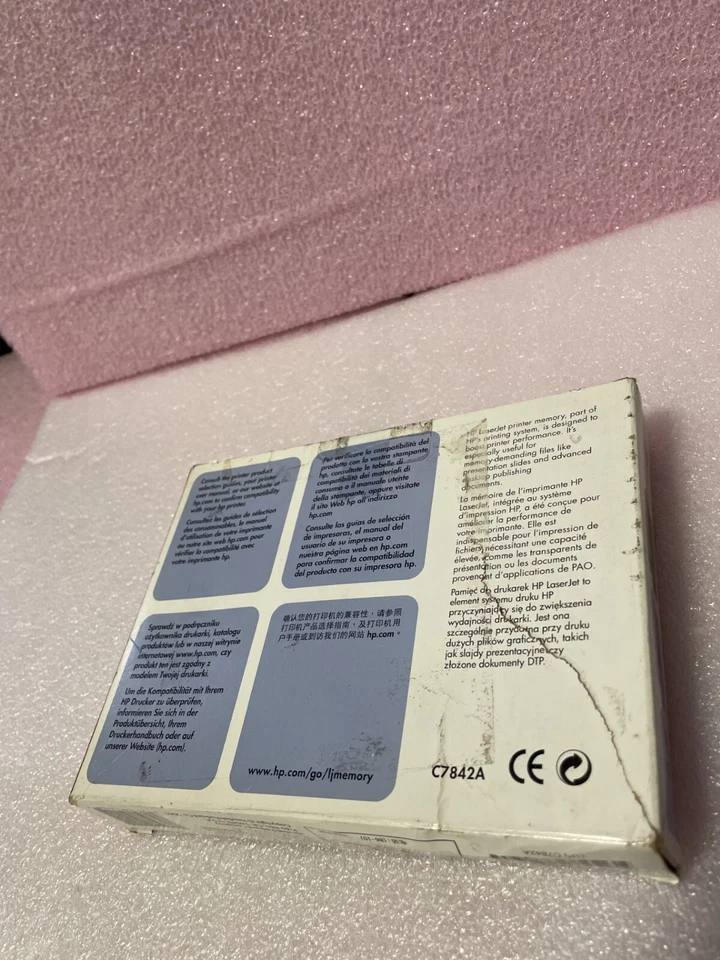 Consult the printer product
selection guides, your printer
user manual, or our website at
hp.com to confirm compatibility
with your hp printer.
Consultez les guides de sélection
des consommables, le manuel
d'utilisation de votre imprimante
ou notre site web hp.com pour
vérifier la compatibilité avec
votre imprimante hp.
Per verificare la compatibilità del
prodotto con la vostra stampante
hp, consultate le tabelle di
compatibilità dei materiali di
consumo o il manuale utente
della stampante, oppure visitate
il sito Web hp all'indirizzo
hp.com
Consulte las guías de selección
de impresoras, el manual del
usuario de su impresora o
nuestra página web en hp.com
para confirmar la compatibilidad
del producto con su impresora hp.
Sprawdź w podręczniku
użytkownika drukarki, katalogu
produktów lub w naszej witrynie
internetowej www.hp.com, czy
produkt ten jest zgodny z
modelem Twojej drukarki.
Um die Kompatibilität mit Ihrem
HP Drucker zu überprüfen,
informieren Sie sich in der
Produktübersicht, Ihrem
Druckerhandbuch oder auf
unserer Website (hp.com).
确认您的打印机的兼容性，请参照
打印机产品选择指南，及打印机用
户手册或到访我们的网站 hp.com。
www.hp.com/go/ljmemory
HP LaserJet printer memory, part of
HP's printing system, is designed to
boost printer performance. It's
especially useful for
memory-demanding files like
presentation slides and advanced
desktop publishing
documents.
La mémoire de l'imprimante HP
LaserJet, intégrée au système
d'impression HP, a été conçue pour
améliorer la performance de
votre imprimante. Elle est
indispensable pour l'impression de
fichiers nécessitant une capacité
élevée, comme les transparents de
présentation ou les documents
provenant d'applications de PAO.
Pamięć do drukarek HP LaserJet to
element systemu druku HP
przyczyniający się do zwiększenia
wydajności drukarki. Jest ona
szczególnie przydatna przy druku
dużych plików graficznych, takich
jak slajdy prezentacyjne czy
złożone dokumenty DTP.
C7842A
CE
C7842A